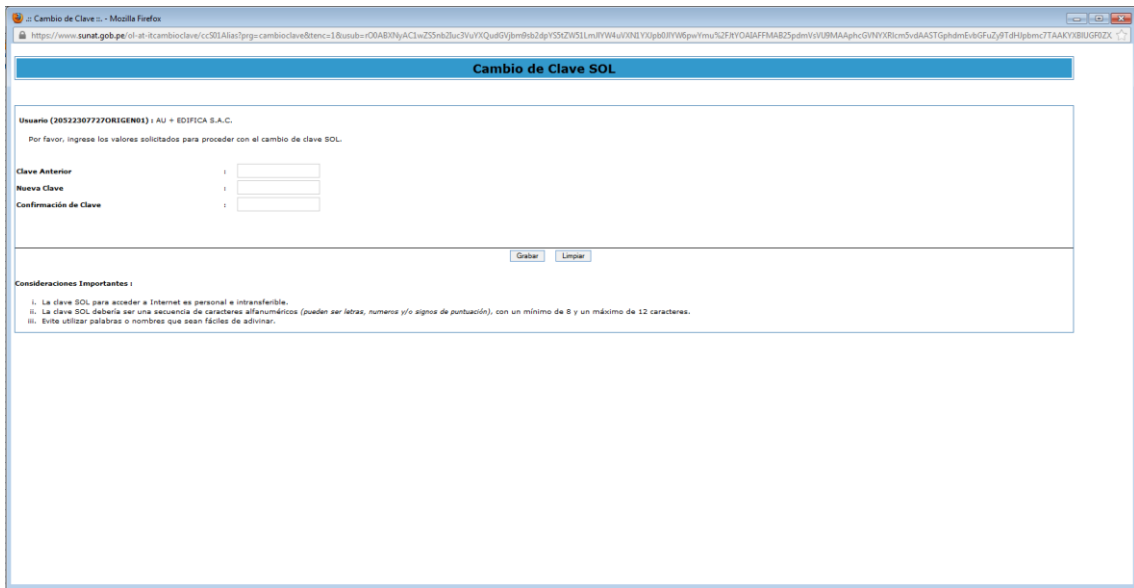 .: Cambio de Clave :. - Mozilla Firefox
Cambio de Clave SOL
Usuario (20522307727ORIGEN01) : AU + EDIFICA S.A.C.
Por favor, ingrese los valores solicitados para proceder con el cambio de clave SOL.
Clave Anterior :
Nueva Clave :
Confirmación de Clave :
Grabar Limpiar
Consideraciones Importantes :
i. La clave SOL para acceder a Internet es personal e intransferible.
ii. La clave SOL debería ser una secuencia de caracteres alfanuméricos (pueden ser letras, numeros y/o signos de puntuación), con un mínimo de 8 y un máximo de 12 caracteres.
iii. Evite utilizar palabras o nombres que sean fáciles de adivinar.